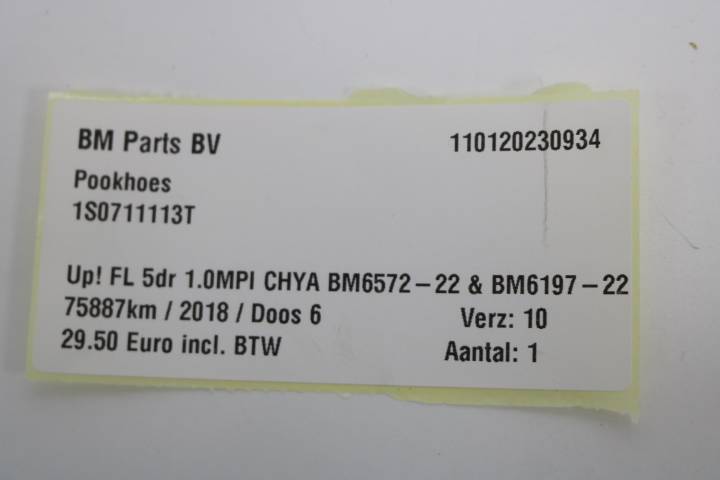 BM Parts BV 110120230934
Pookhoes
1S0711113T
Up! FL 5dr 1.0MPI CHYA BM6572-22 & BM6197-22
75887km / 2018 / Doos 6 Verz: 10
29.50 Euro incl. BTW Aantal: 1